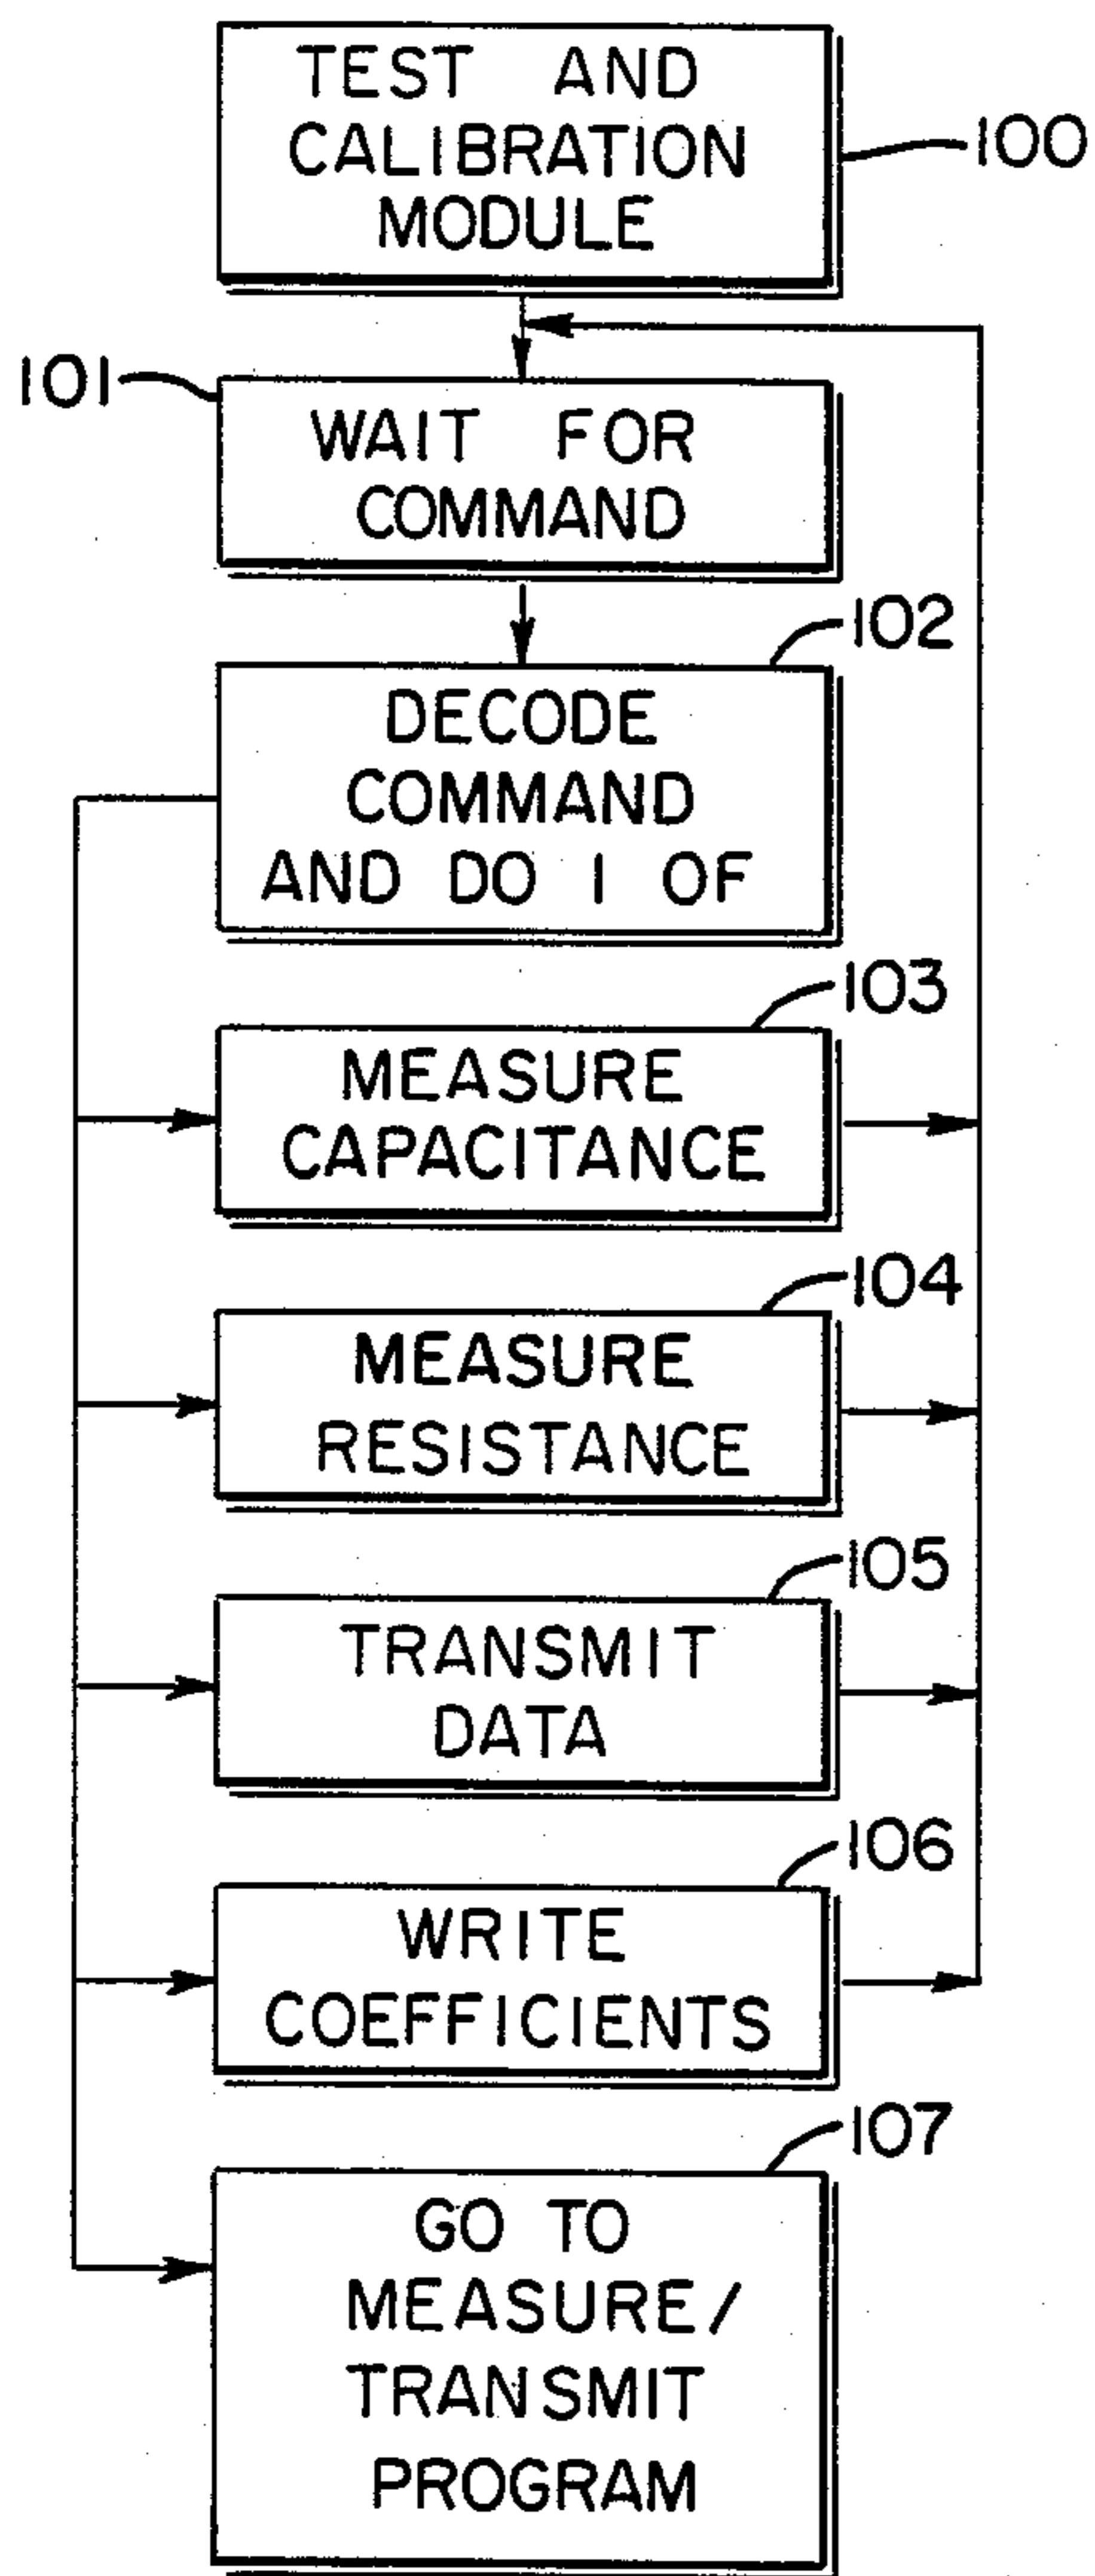 TEST AND
CALIBRATION
MODULE
100
101
WAIT FOR
COMMAND
102
DECODE
COMMAND
AND DO 1 OF
103
MEASURE
CAPACITANCE
104
MEASURE
RESISTANCE
105
TRANSMIT
DATA
106
WRITE
COEFFICIENTS
107
GO TO
MEASURE/
TRANSMIT
PROGRAM